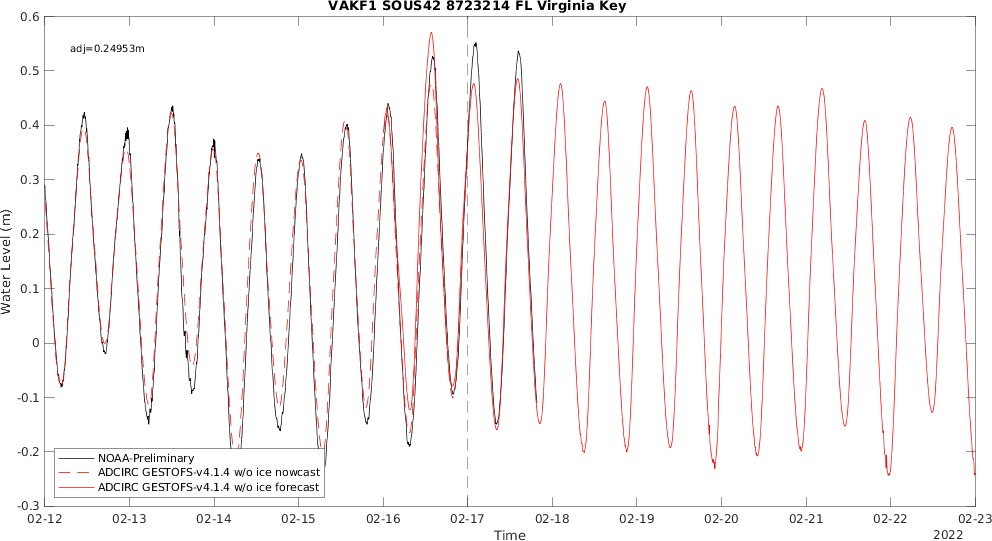 VAKF1 SOUS42 8723214 FL Virginia Key
adj=0.24953m
Water Level (m)
0.6
0.5
0.4
0.3
0.2
0.1
0
-0.1
-0.2
-0.3
NOAA-Preliminary
ADCIRC GESTOFS-v4.1.4 w/o ice nowcast
ADCIRC GESTOFS-v4.1.4 w/o ice forecast
02-12 02-13 02-14 02-15 02-16 02-17 02-18 02-19 02-20 02-21 02-22 02-23
Time
2022